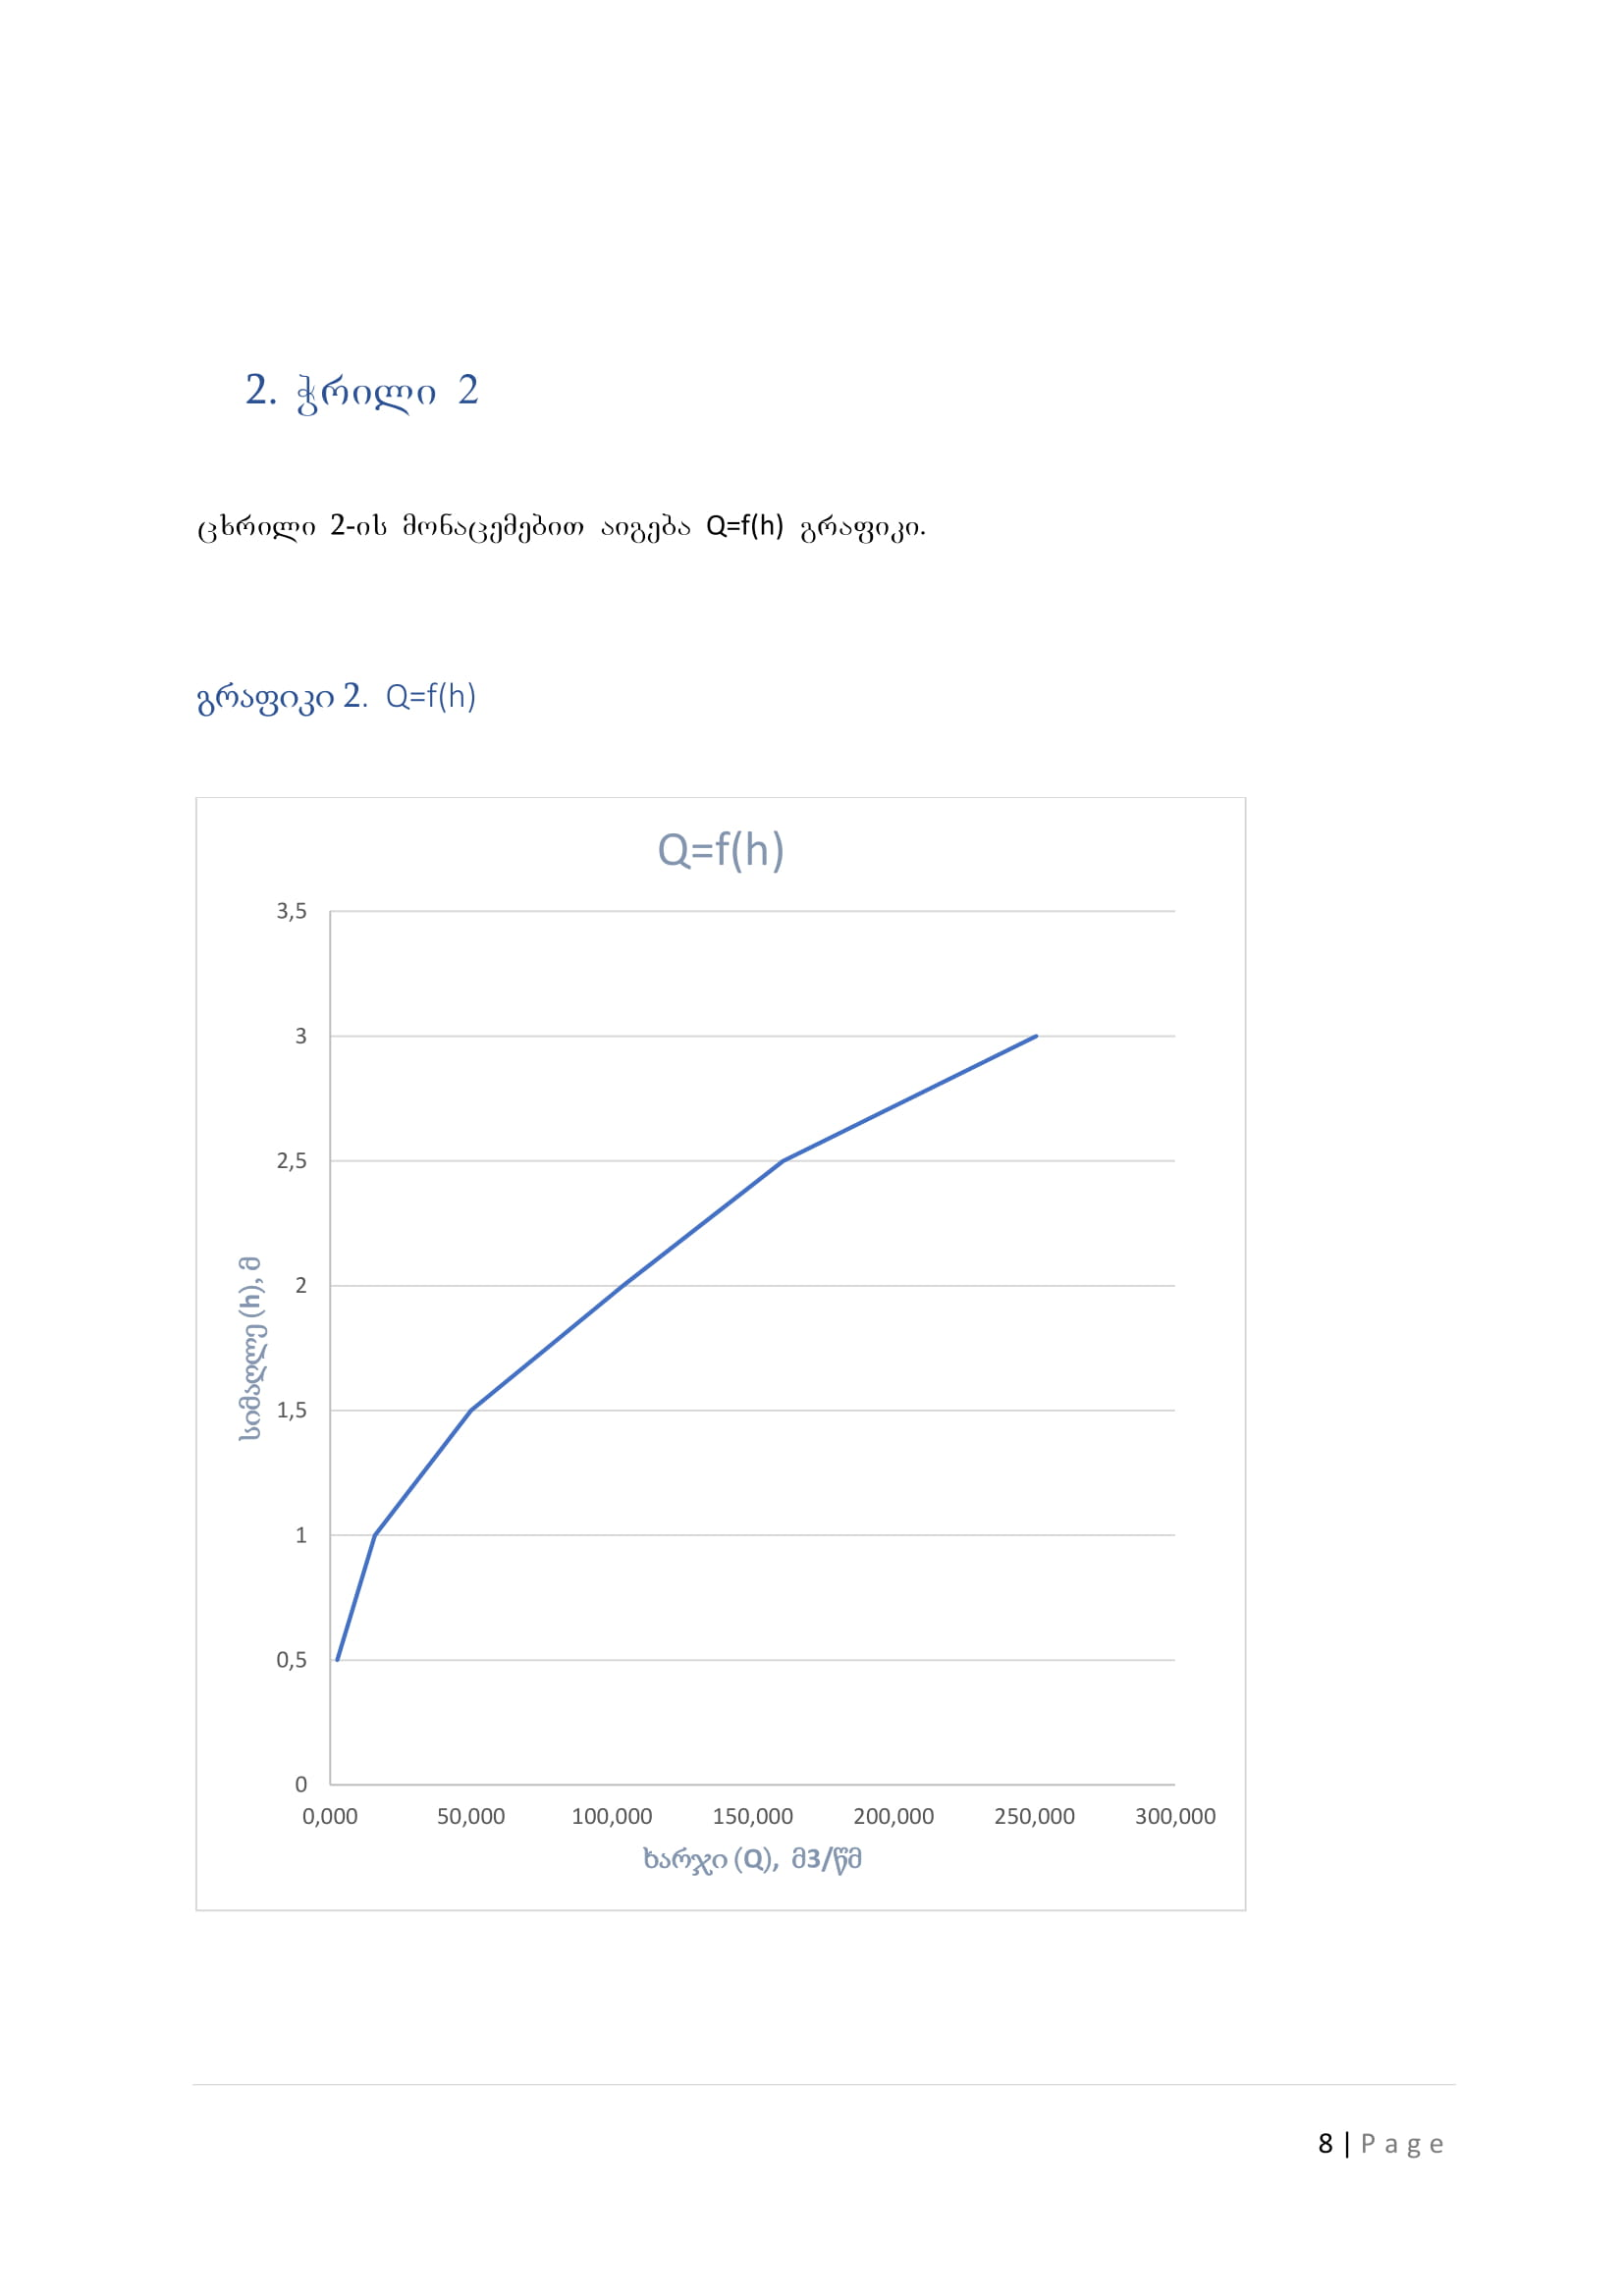 2. ჭრილი 2
ცხრილი 2-ის მონაცემებით აიგება Q=f(h) გრაფიკი.
გრაფიკი 2. Q=f(h)
Q=f(h)
3,5
3
2,5
2
1,5
1
0,5
0
სიმაღლე (h), მ
0,000 50,000 100,000 150,000 200,000 250,000 300,000
ხარჯი (Q), მ3/წმ
8 | Page